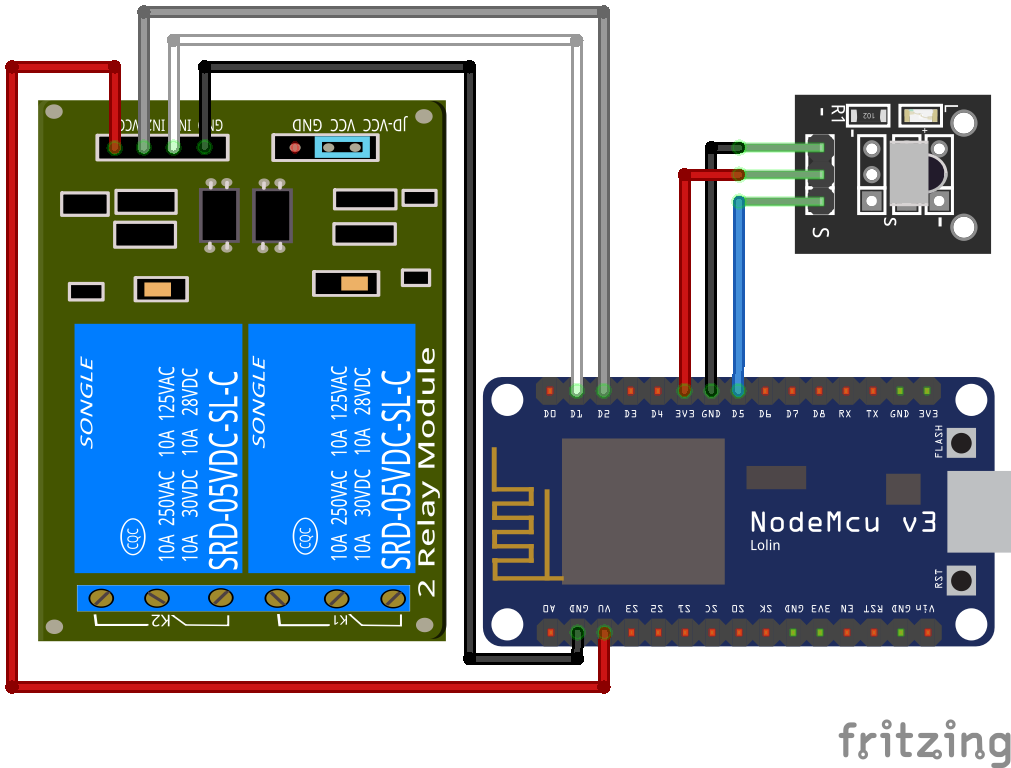 VCC IN2 IN1 GND
JD-VCC VCC GND
SONGLE
10A 250VAC 10A 125VAC
10A 30VDC 10A 28VDC
SRD-05VDC-SL-C
CQC
SONGLE
10A 250VAC 10A 125VAC
10A 30VDC 10A 28VDC
SRD-05VDC-SL-C
CQC
2 Relay Module
K2
K1
-
R1
102
L
+
-
S
-
S
D0 D1 D2 D3 D4 3V3 GND D5 D6 D7 D8 RX TX GND 3V3
FLASH
NodeMcu v3
Lolin
RST
A0 GND VU S3 S2 S1 SC SO SK GND 3V3 EN RST GND Vin
fritzing